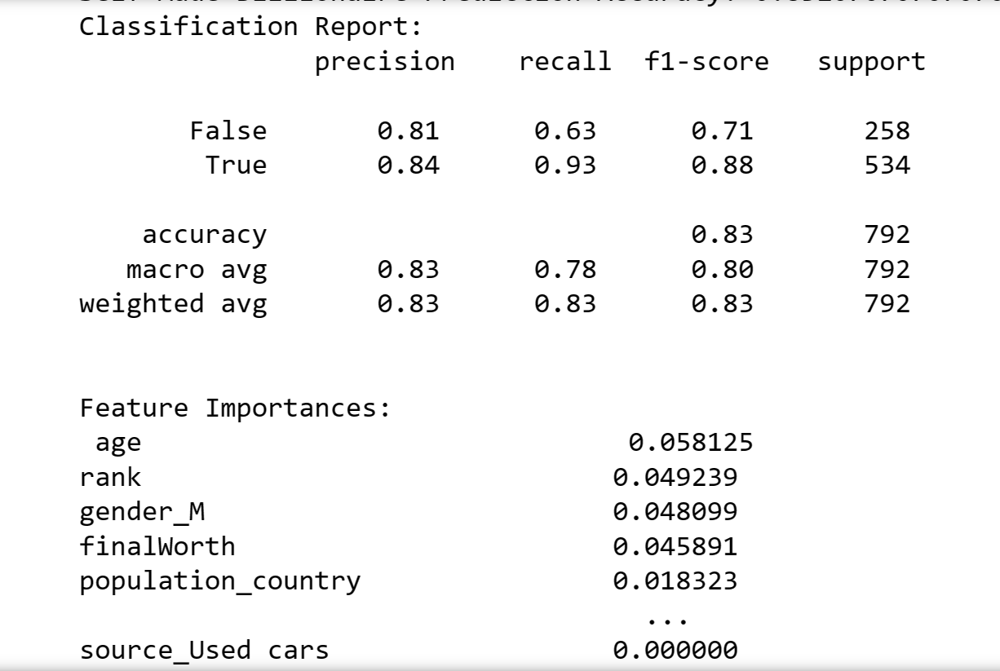 Classification Report:
precision recall f1-score support
False 0.81 0.63 0.71 258
True 0.84 0.93 0.88 534
accuracy 0.83 792
macro avg 0.83 0.78 0.80 792
weighted avg 0.83 0.83 0.83 792
Feature Importances:
age 0.058125
rank 0.049239
gender_M 0.048099
finalWorth 0.045891
population_country 0.018323
...
source_Used cars 0.000000